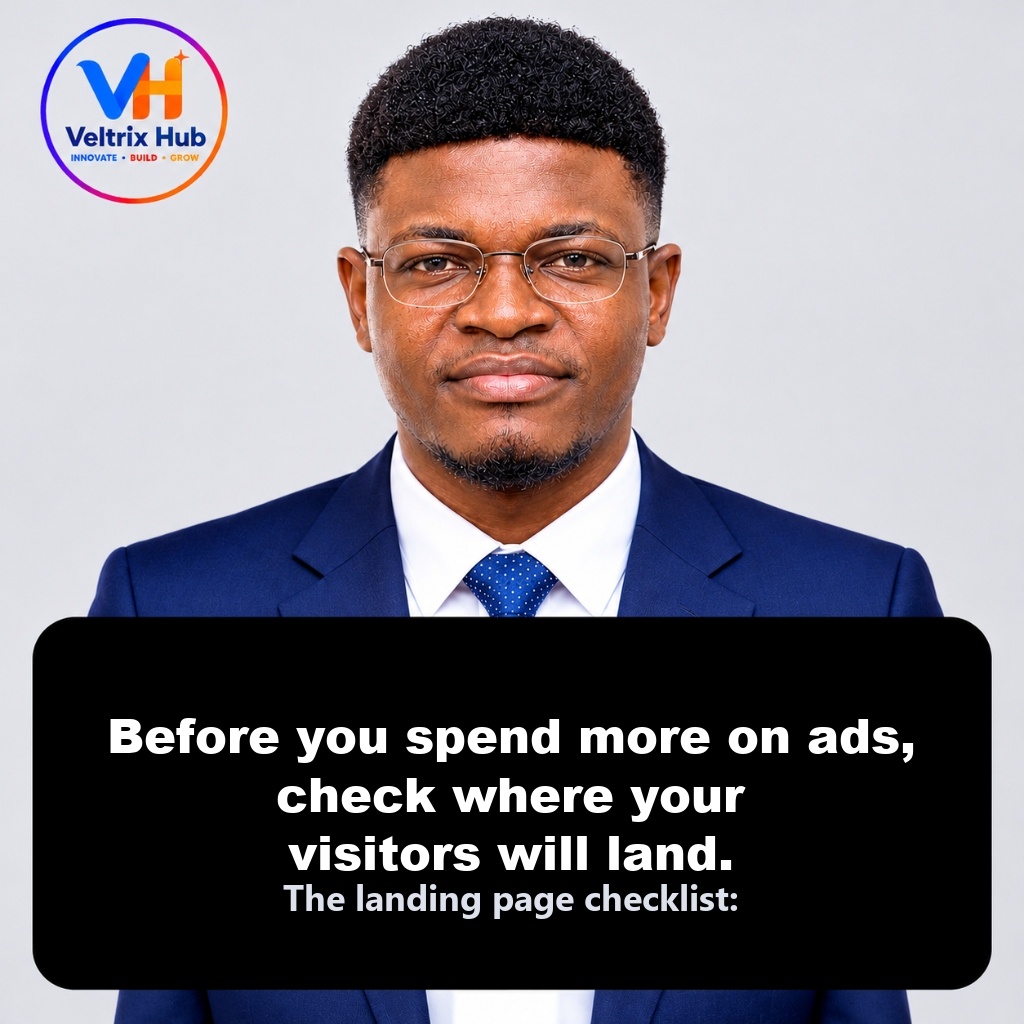 VH
Veltrix Hub
INNOVATE • BUILD • GROW
Before you spend more on ads,
check where your
visitors will land.
The landing page checklist: